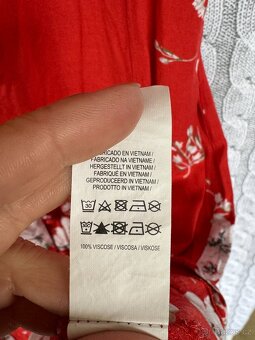 FABRICADO EN VIETNAM /
FABRICADO NA VIETNAME /
HERGESTELLT IN VIETNAM /
FABRIQUÉ EN VIETNAM /
GEPRODUCEERD IN VIETNAM /
PRODOTTO IN VIETNAM /
30
100% VISCOSE / VISCOSA / VISKOSE